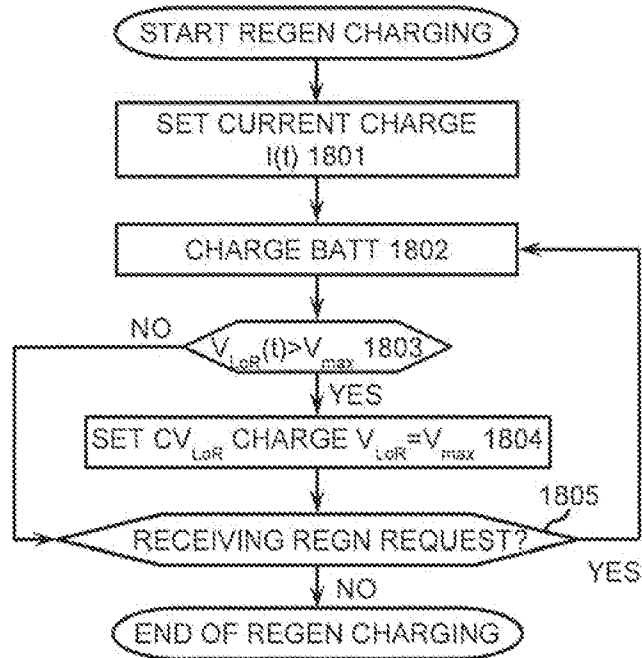 START REGEN CHARGING
SET CURRENT CHARGE
I(t) 1801
CHARGE BATT 1802
NO
V_LoR(t)>V_max 1803
YES
SET CV_LoR CHARGE V_LoR=V_max 1804
1805
RECEIVING REGN REQUEST?
YES
NO
END OF REGEN CHARGING